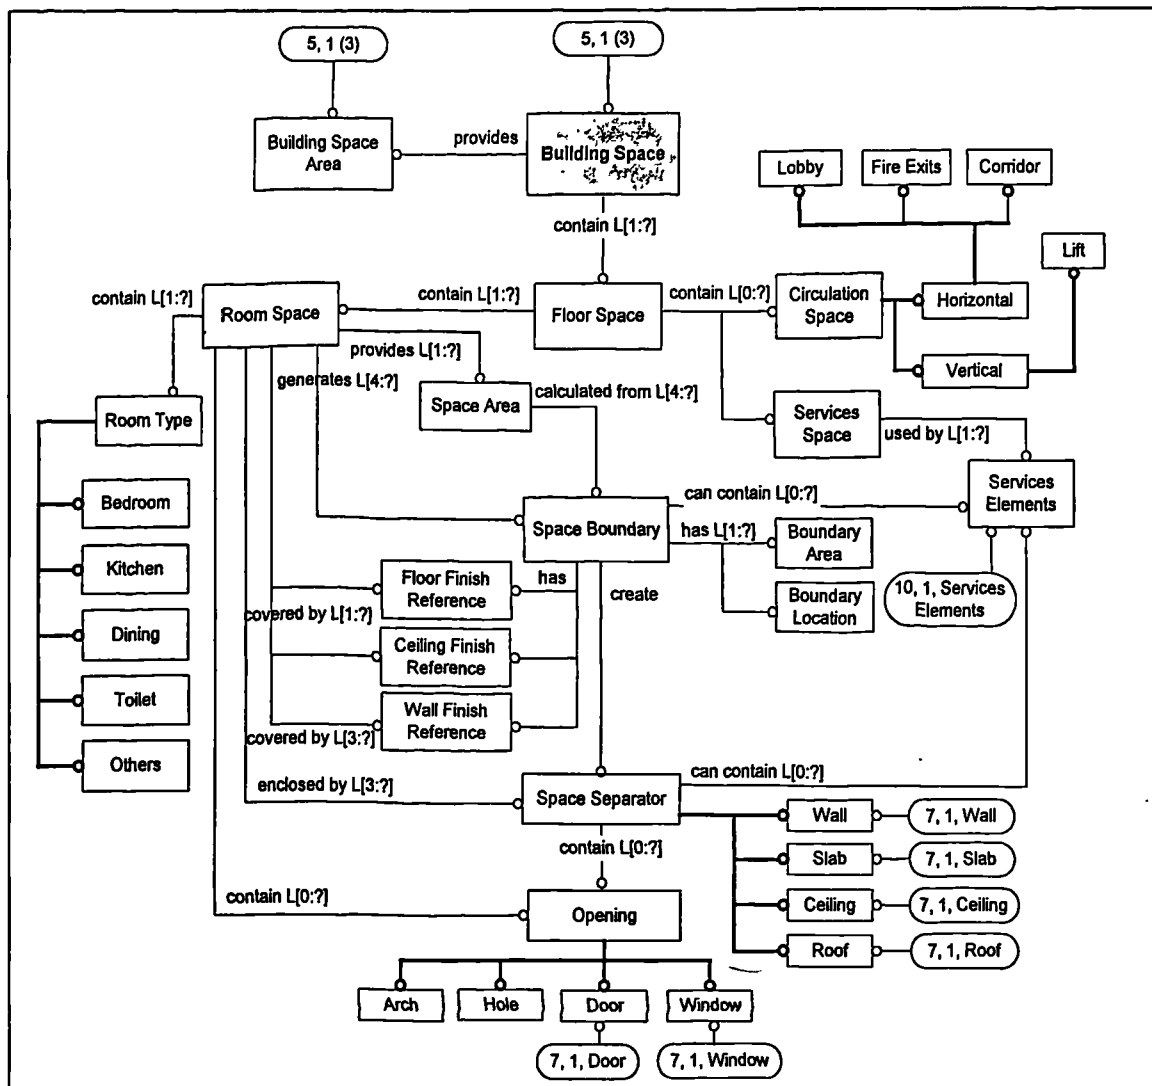 5, 1 (3)
5, 1 (3)
Building Space
Area
provides
Building Space
Lobby
Fire Exits
Corridor
contain L[1:?]
Lift
contain L[1:?]
Room Space
contain L[1:?]
Floor Space
contain L[0:?]
Circulation
Space
Horizontal
provides L[1:?]
generates L[4:?]
Vertical
Room Type
Space Area
calculated from L[4:?]
Services
Space
used by L[1:?]
Services
Elements
Bedroom
Space Boundary
can contain L[0:?]
has L[1:?]
Boundary
Area
Kitchen
Floor Finish
Reference
has
create
Boundary
Location
10, 1, Services
Elements
covered by L[1:?]
Dining
Ceiling Finish
Reference
Toilet
Wall Finish
Reference
covered by L[3:?]
Others
enclosed by L[3:?]
Space Separator
can contain L[0:?]
Wall
7, 1, Wall
contain L[0:?]
Slab
7, 1, Slab
contain L[0:?]
Opening
Ceiling
7, 1, Ceiling
Roof
7, 1, Roof
Arch
Hole
Door
Window
7, 1, Door
7, 1, Window